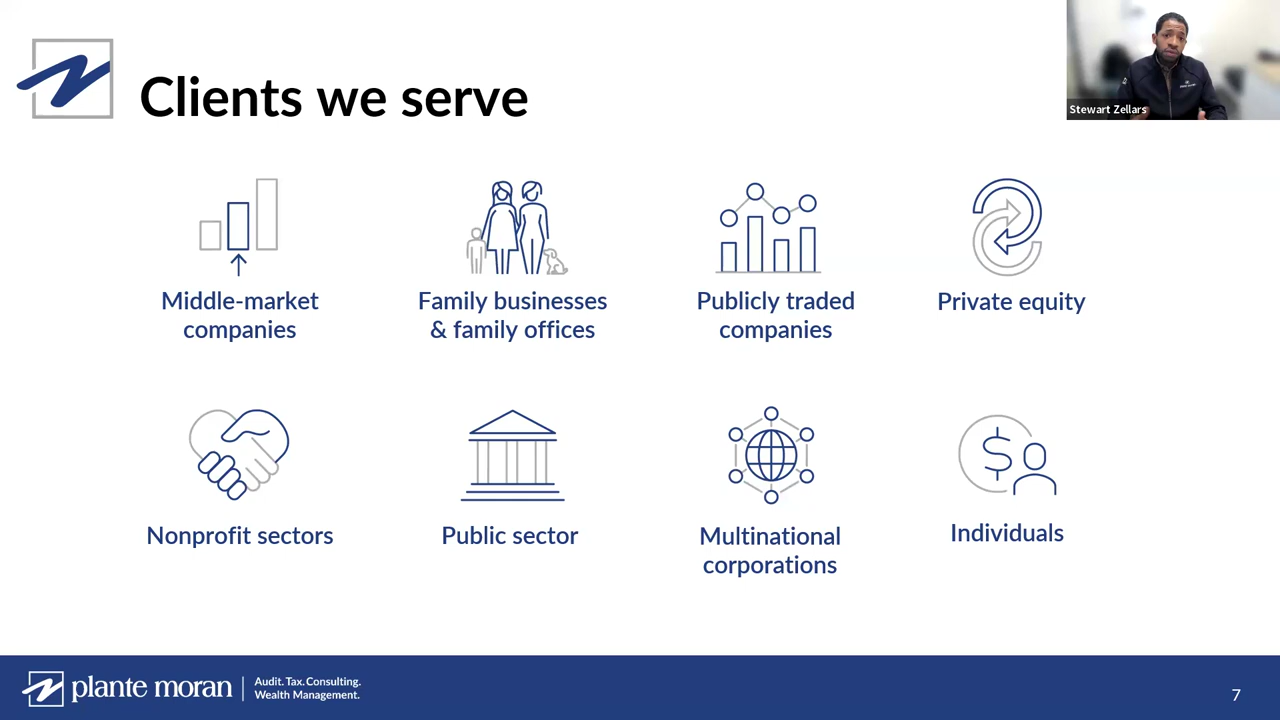 Clients we serve
Stewart Zellars
Middle-market
companies
Family businesses
& family offices
Publicly traded
companies
Private equity
Nonprofit sectors
Public sector
Multinational
corporations
Individuals
plante moran
Audit. Tax. Consulting.
Wealth Management.
7